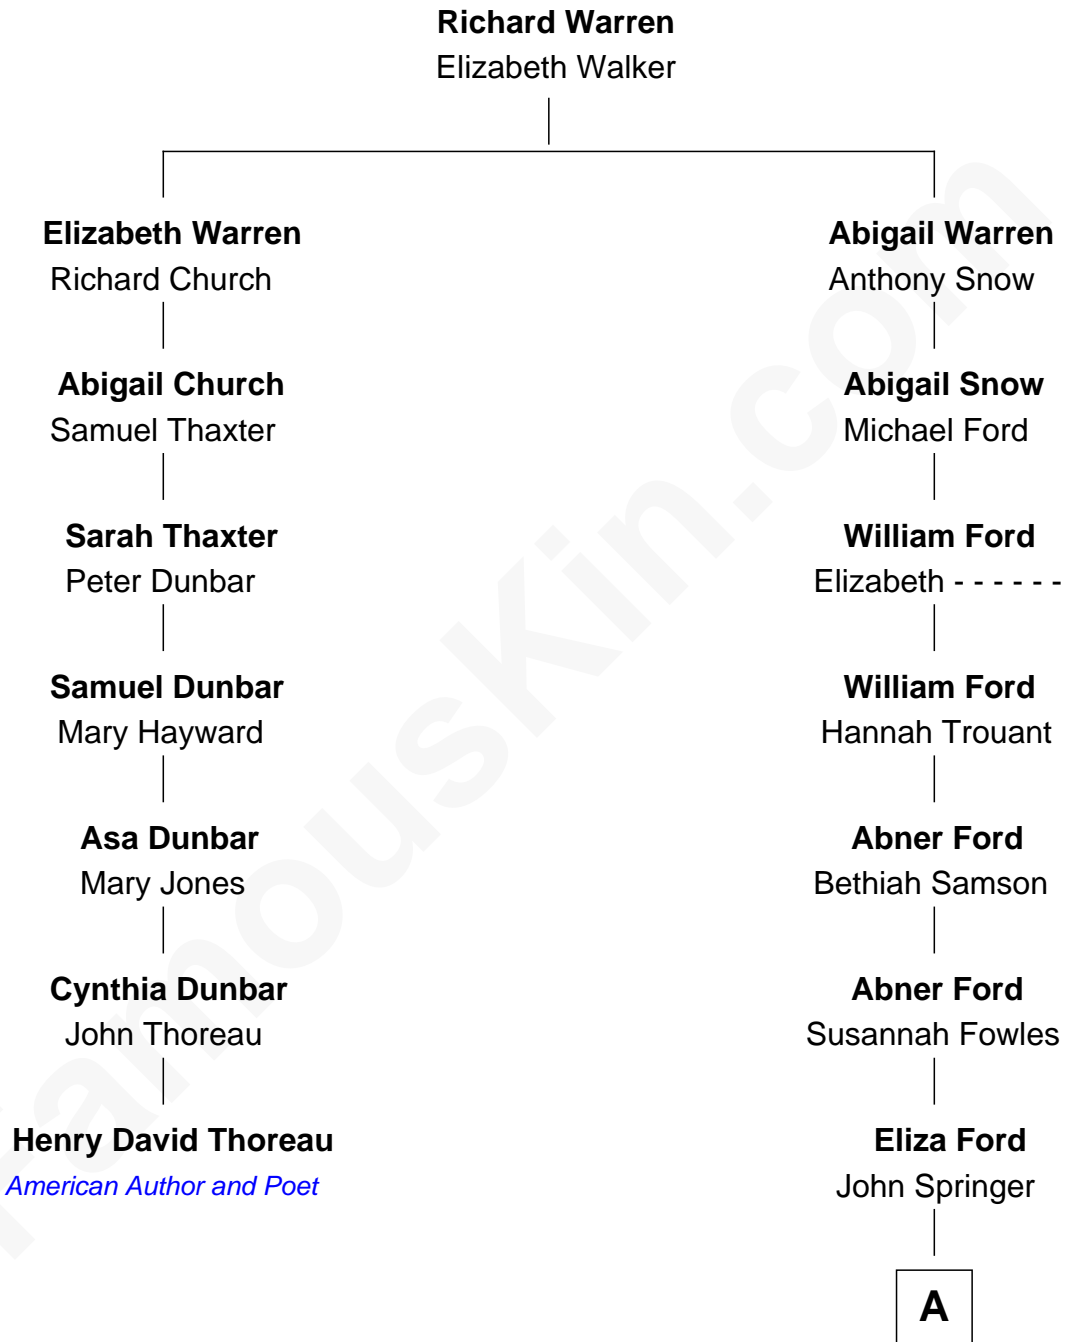 Richard Warren
Elizabeth Walker
Elizabeth Warren
Richard Church
Abigail Warren
Anthony Snow
Abigail Church
Samuel Thaxter
Abigail Snow
Michael Ford
Sarah Thaxter
Peter Dunbar
William Ford
Elizabeth - - - - - -
Samuel Dunbar
Mary Hayward
William Ford
Hannah Trouant
Asa Dunbar
Mary Jones
Abner Ford
Bethiah Samson
Cynthia Dunbar
John Thoreau
Abner Ford
Susannah Fowles
Henry David Thoreau
American Author and Poet
Eliza Ford
John Springer
A
FamousKin.com